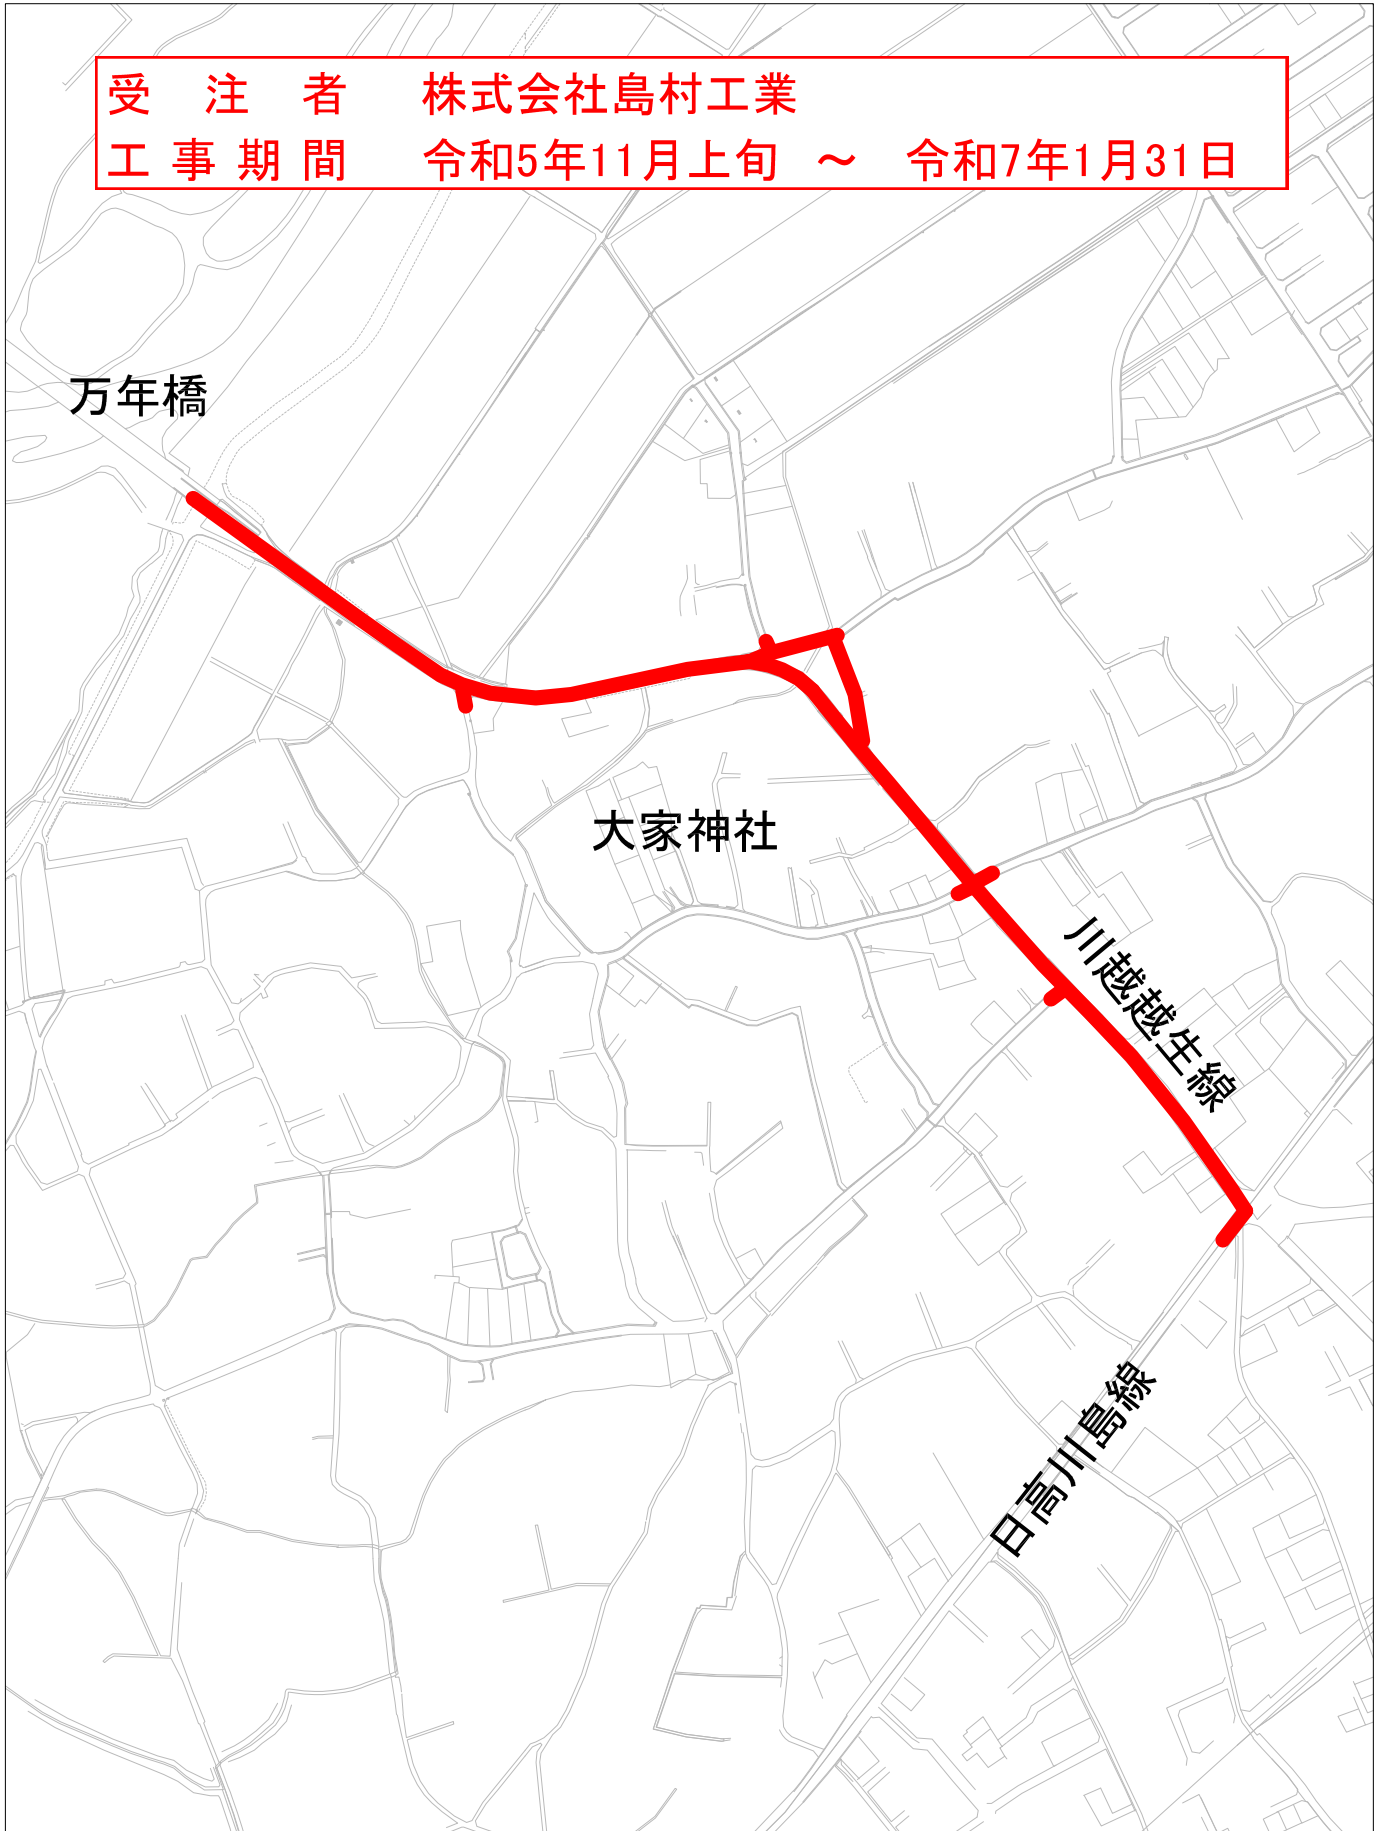 受注者 株式会社島村工業
工事期間 令和5年11月上旬 ～ 令和7年1月31日
万年橋
大家神社
川越越生線
日高川島線